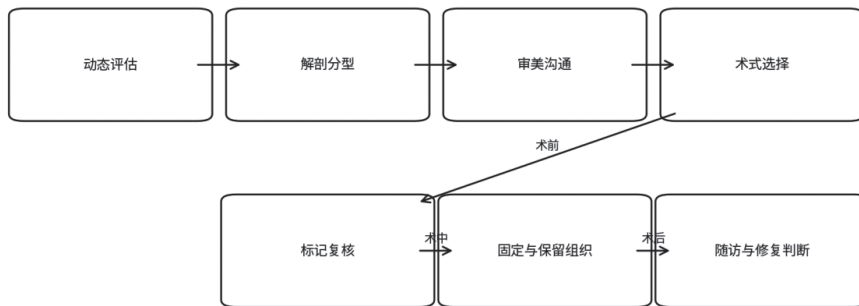 动态评估
解剖分型
审美沟通
术式选择
术前
标记复核
术中
固定与保留组织
术后
随访与修复判断